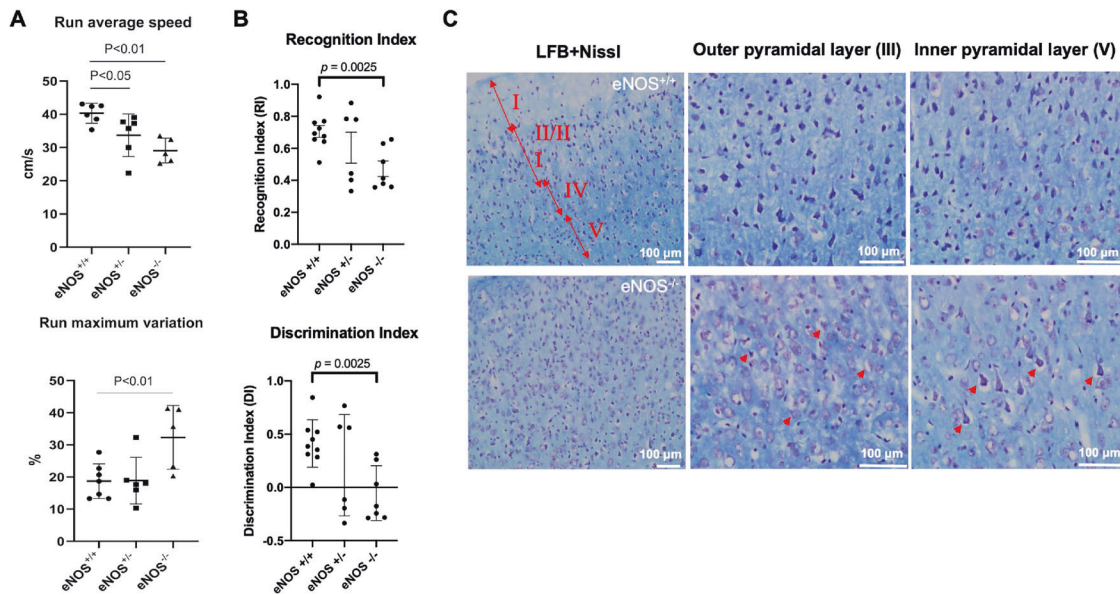 A
Run average speed
P<0.01
P<0.05
cm/s
50
40
30
20
10
0
eNOS+/+
eNOS+/-
eNOS-/-
Run maximum variation
P<0.01
%
50
40
30
20
10
0
eNOS+/+
eNOS+/-
eNOS-/-
B
Recognition Index
p = 0.0025
Recognition Index (RI)
1.0
0.8
0.6
0.4
0.2
0.0
eNOS +/+
eNOS +/-
eNOS -/-
Discrimination Index
p = 0.0025
Discrimination Index (DI)
1.0
0.5
0.0
-0.5
eNOS +/+
eNOS +/-
eNOS -/-
C
LFB+Nissl
Outer pyramidal layer (III)
Inner pyramidal layer (V)
eNOS+/+
I
II/II
I
IV
V
100 μm
100 μm
100 μm
eNOS-/-
100 μm
100 μm
100 μm